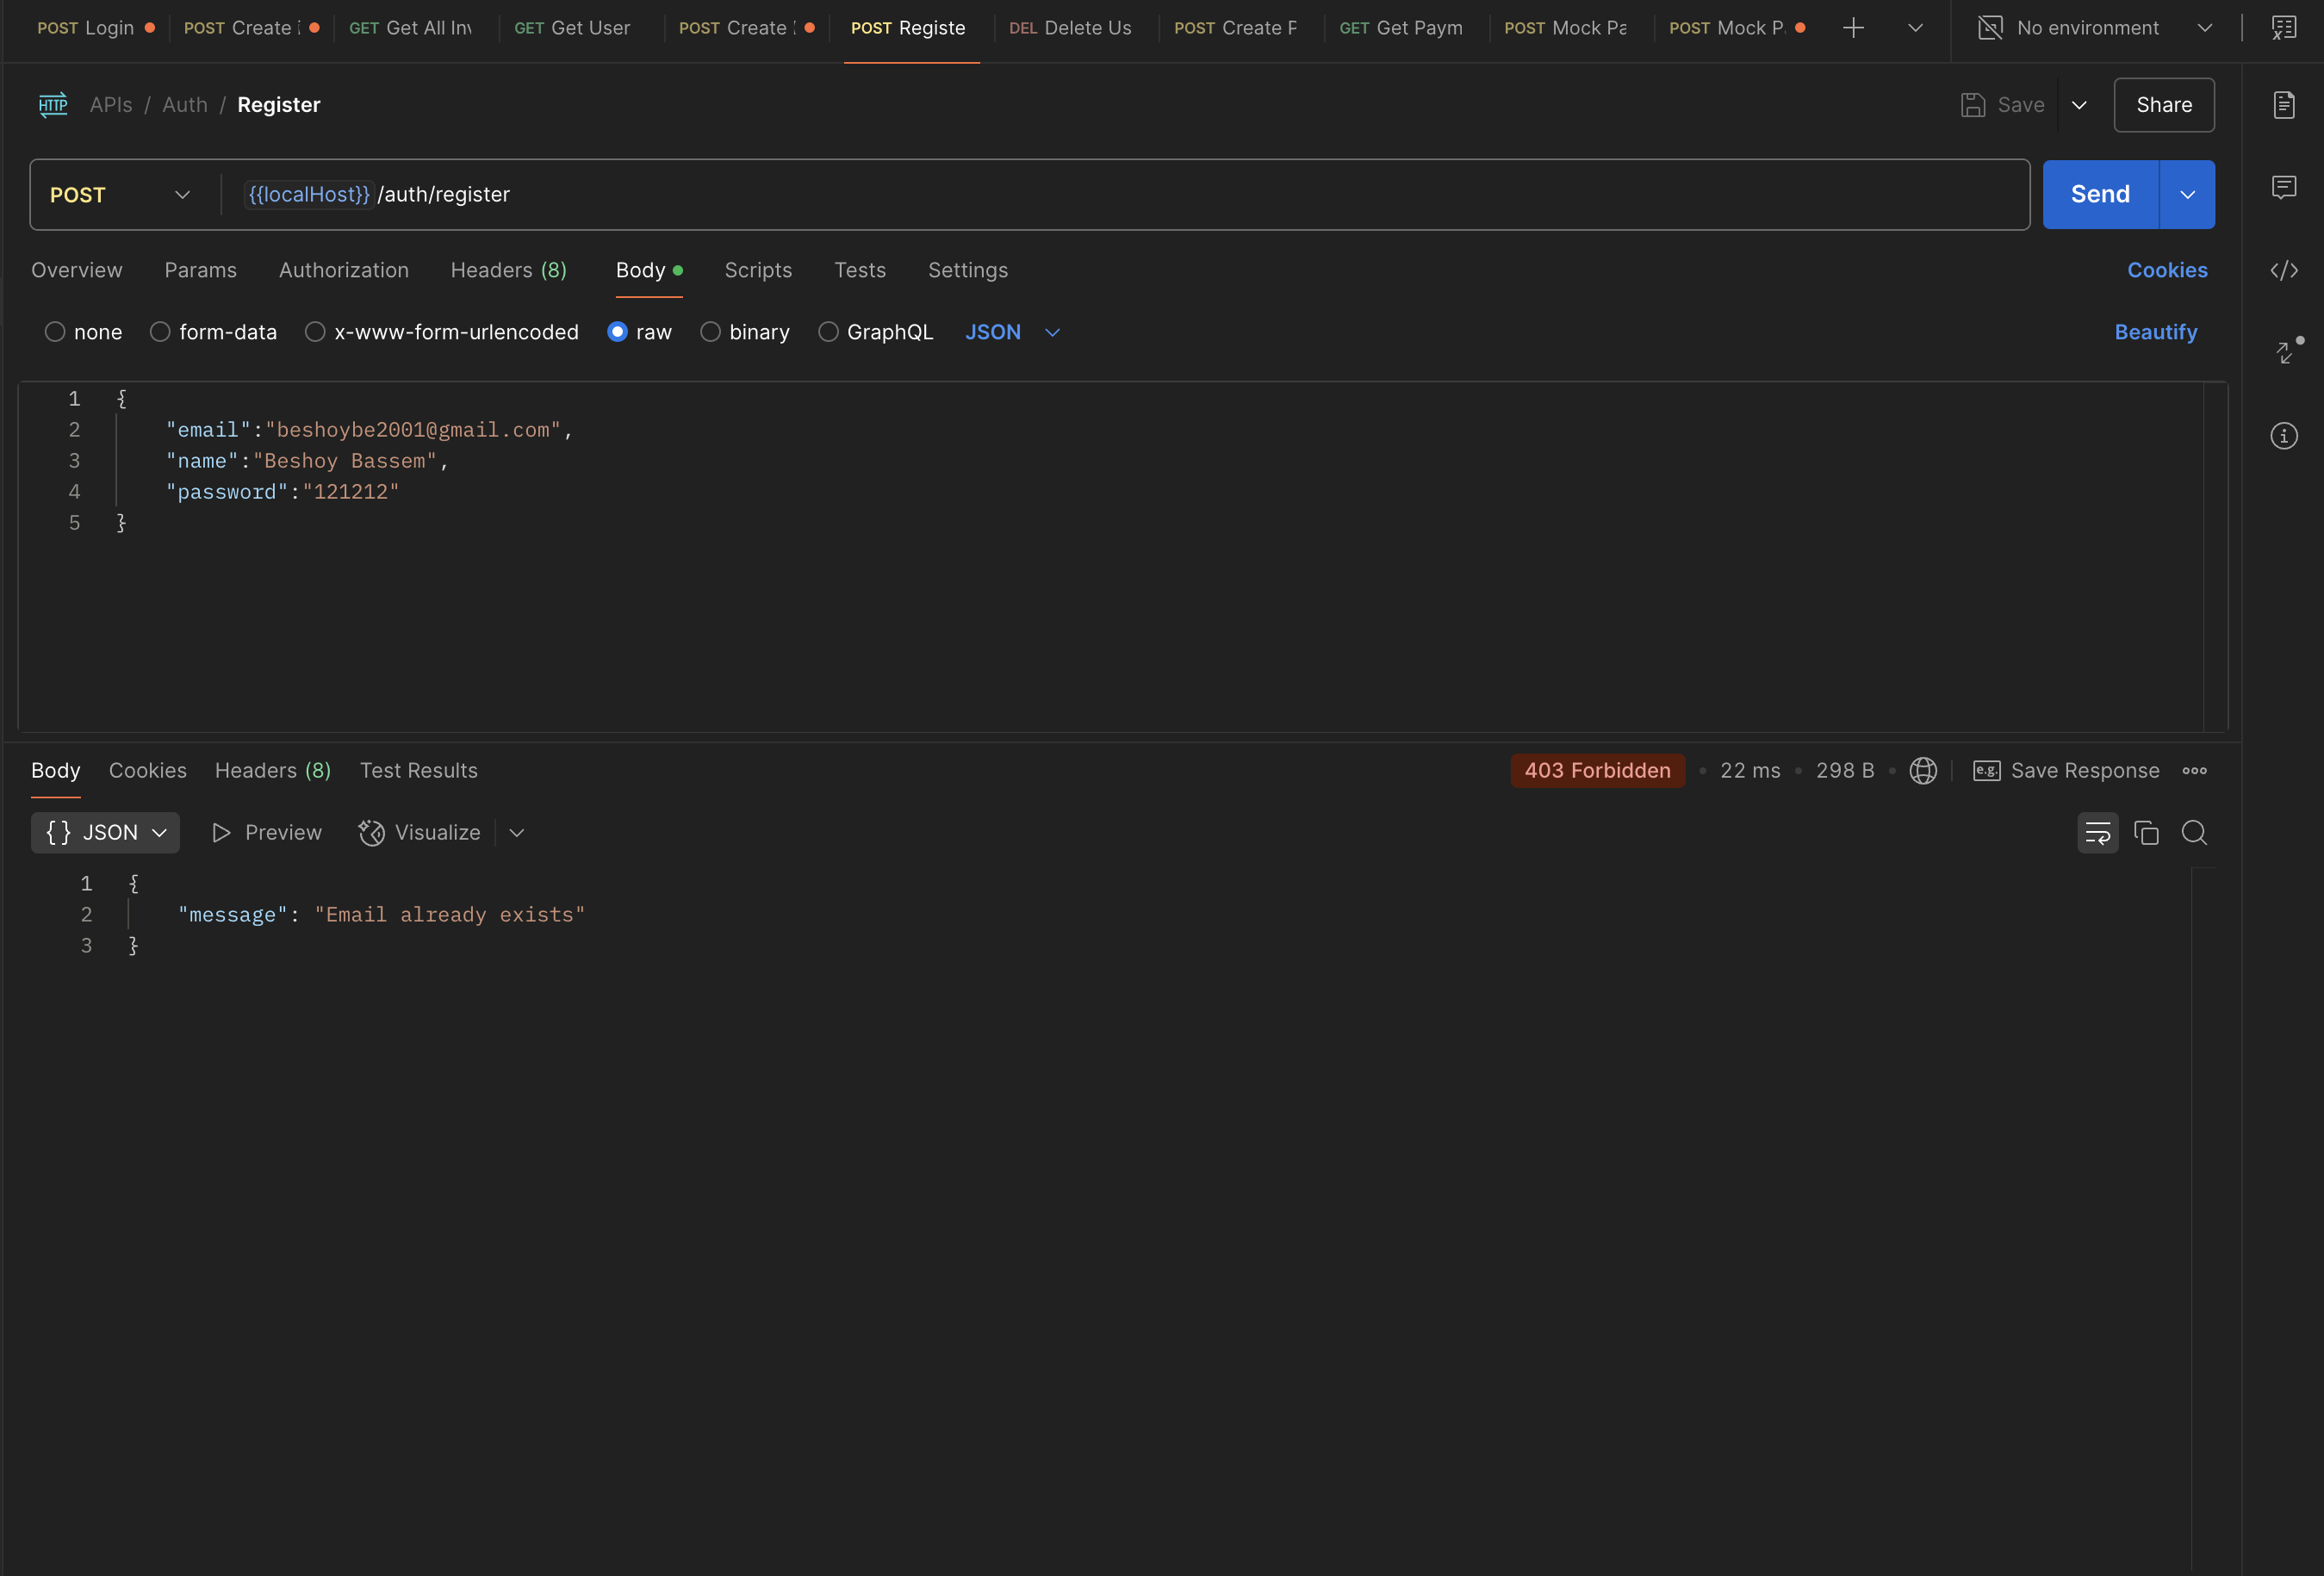 POST Login POST Create GET Get All Inv GET Get User POST Create POST Registe DEL Delete Us POST Create P GET Get Paym POST Mock Pa POST Mock P No environment
HTTP APIs / Auth / Register Save Share
POST {{localHost}}/auth/register Send
Overview Params Authorization Headers (8) Body Scripts Tests Settings Cookies
none form-data x-www-form-urlencoded raw binary GraphQL JSON Beautify
1 {
2 "email":"beshoybe2001@gmail.com",
3 "name":"Beshoy Bassem",
4 "password":"121212"
5 }
Body Cookies Headers (8) Test Results 403 Forbidden • 22 ms • 298 B • e.g. Save Response
{ } JSON Preview Visualize
1 {
2 "message": "Email already exists"
3 }